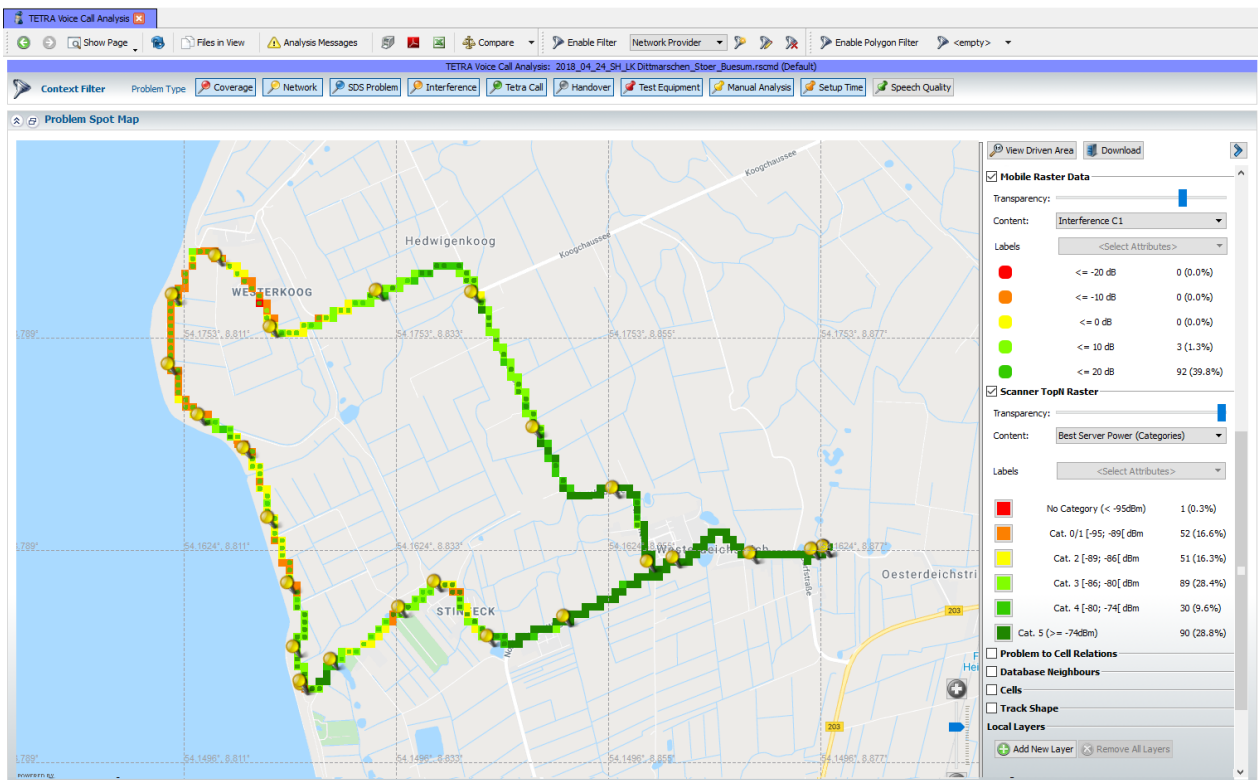 TETRA Voice Call Analysis
Show Page Files in View Analysis Messages Compare Enable Filter Network Provider Enable Polygon Filter <empty>
TETRA Voice Call Analysis: 2018_04_24_SH_LK Dittmarschen_Stoer_Buesum.rscmd (Default)
Context Filter Problem Type Coverage Network SDS Problem Interference Tetra Call Handover Test Equipment Manual Analysis Setup Time Speech Quality
Problem Spot Map
View Driven Area Download
Mobile Raster Data
Transparency:
Content: Interference C1
Labels <Select Attributes>
<= -20 dB 0 (0.0%)
<= -10 dB 0 (0.0%)
<= 0 dB 0 (0.0%)
<= 10 dB 3 (1.3%)
<= 20 dB 92 (39.8%)
Scanner TopN Raster
Transparency:
Content: Best Server Power (Categories)
Labels <Select Attributes>
No Category (< -95dBm) 1 (0.3%)
Cat. 0/1 [-95; -89[ dBm 52 (16.6%)
Cat. 2 [-89; -86[ dBm 51 (16.3%)
Cat. 3 [-86; -80[ dBm 89 (28.4%)
Cat. 4 [-80; -74[ dBm 30 (9.6%)
Cat. 5 (>= -74dBm) 90 (28.8%)
Problem to Cell Relations
Database Neighbours
Cells
Track Shape
Local Layers
Add New Layer Remove All Layers
Koogchaussee
Hedwigenkoog
Koogchaussee
WESTERKOOG
54.1753°, 8.811° 54.1753°, 8.833° 54.1753°, 8.855° 54.1753°, 8.877°
54.1624°, 8.811° 54.1624°, 8.833° 54.1624°, 8.877°
Oesterdeichstri
203
203
54.1496°, 8.811° 54.1496°, 8.833° 54.1496°, 8.855° 54.1496°, 8.877°
POWERED BY